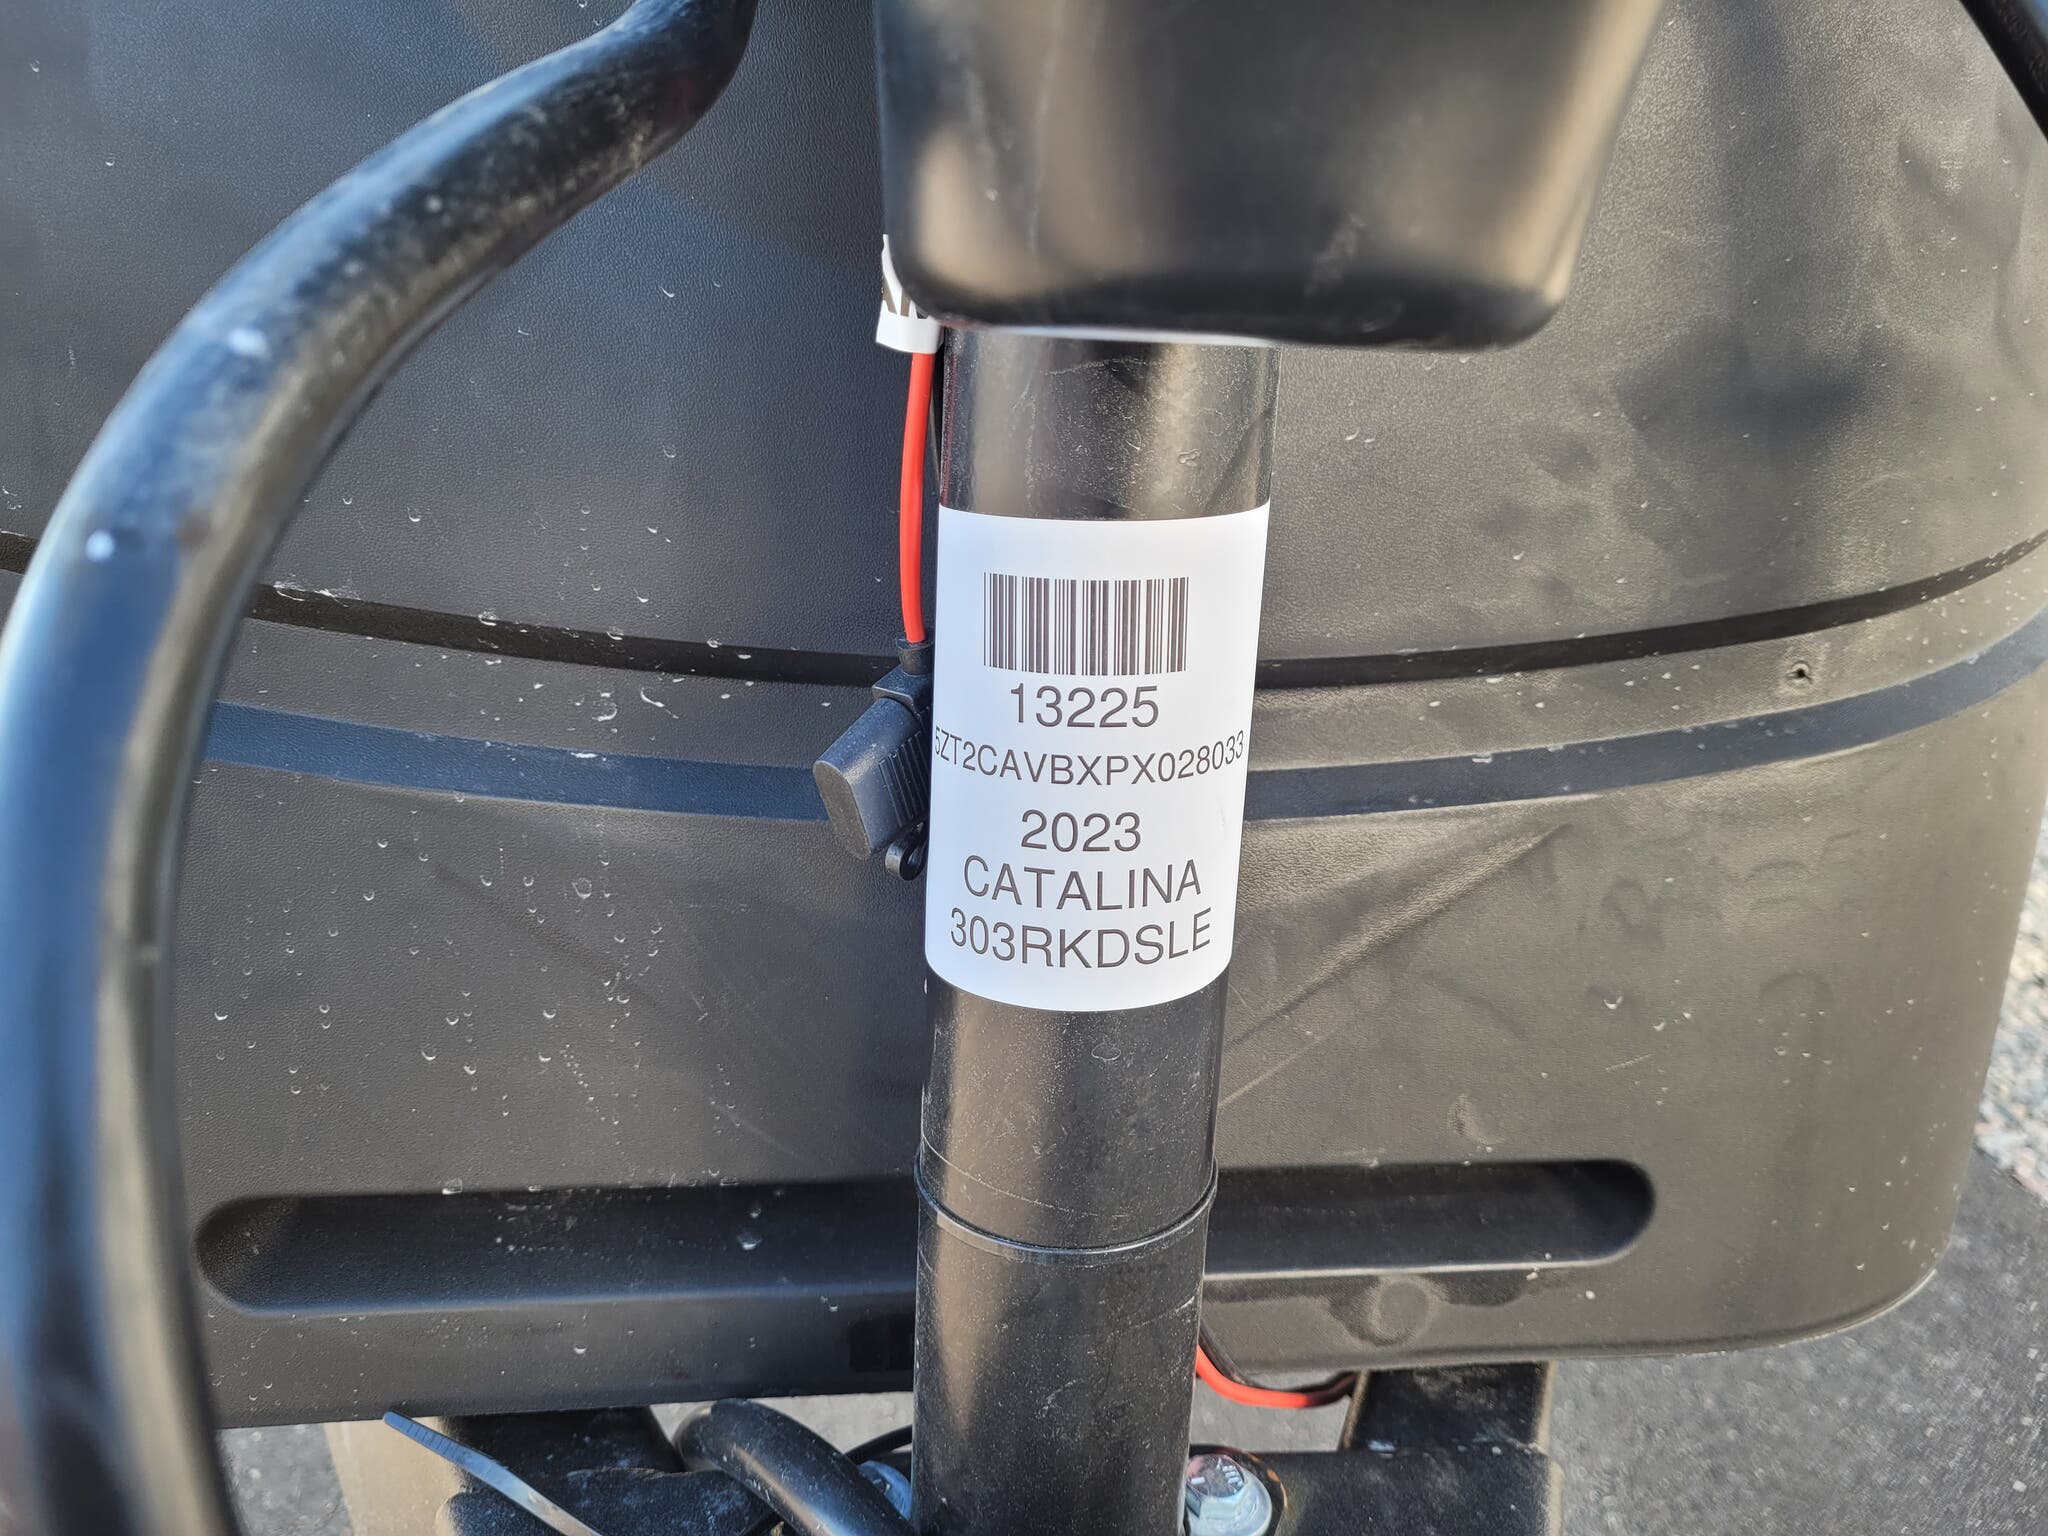 13225
5ZT2CAVBXPX028033
2023
CATALINA
303RKDSLE